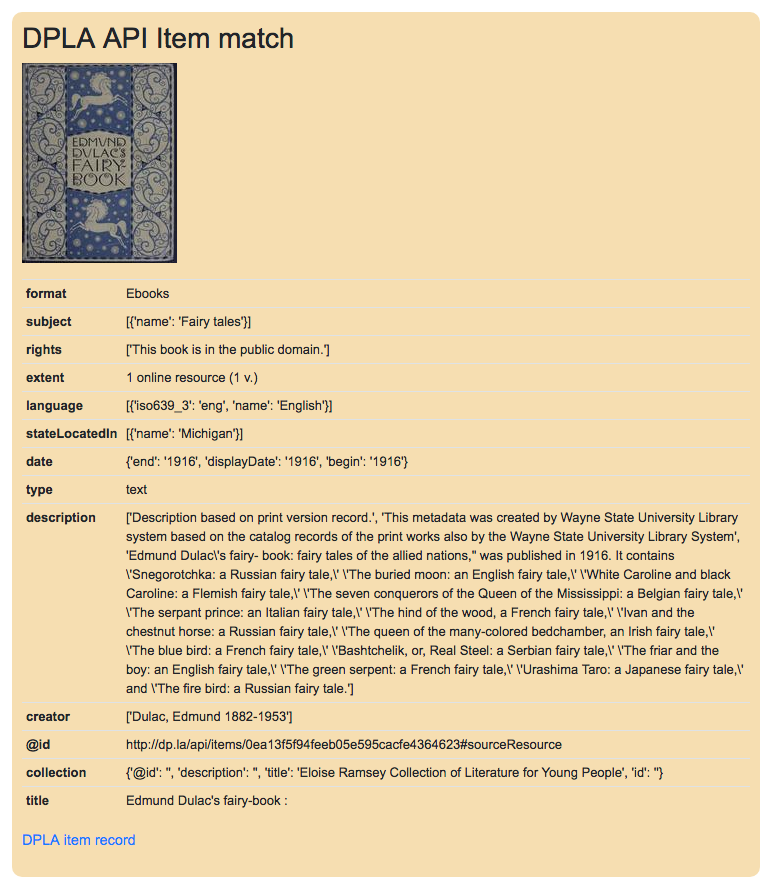 DPLA API Item match
EDMVND
DVLAC'S
FAIRY-
BOOK
format Ebooks
subject [{'name': 'Fairy tales'}]
rights ['This book is in the public domain.']
extent 1 online resource (1 v.)
language [{'iso639_3': 'eng', 'name': 'English'}]
stateLocatedIn [{'name': 'Michigan'}]
date {'end': '1916', 'displayDate': '1916', 'begin': '1916'}
type text
description ['Description based on print version record.', 'This metadata was created by Wayne State University Library
system based on the catalog records of the print works also by the Wayne State University Library System',
'Edmund Dulac\'s fairy- book: fairy tales of the allied nations," was published in 1916. It contains
\'Snegorotchka: a Russian fairy tale,\' \'The buried moon: an English fairy tale,\' \'White Caroline and black
Caroline: a Flemish fairy tale,\' \'The seven conquerors of the Queen of the Mississippi: a Belgian fairy tale,\'
\'The serpant prince: an Italian fairy tale,\' \'The hind of the wood, a French fairy tale,\' \'Ivan and the
chestnut horse: a Russian fairy tale,\' \'The queen of the many-colored bedchamber, an Irish fairy tale,\'
\'The blue bird: a French fairy tale,\' \'Bashtchelik, or, Real Steel: a Serbian fairy tale,\' \'The friar and the
boy: an English fairy tale,\' \'The green serpent: a French fairy tale,\' \'Urashima Taro: a Japanese fairy tale,\'
and \'The fire bird: a Russian fairy tale.']
creator ['Dulac, Edmund 1882-1953']
@id http://dp.la/api/items/0ea13f5f94feeb05e595cacfe4364623#sourceResource
collection {'@id': '', 'description': '', 'title': 'Eloise Ramsey Collection of Literature for Young People', 'id': ''}
title Edmund Dulac's fairy-book :
DPLA item record